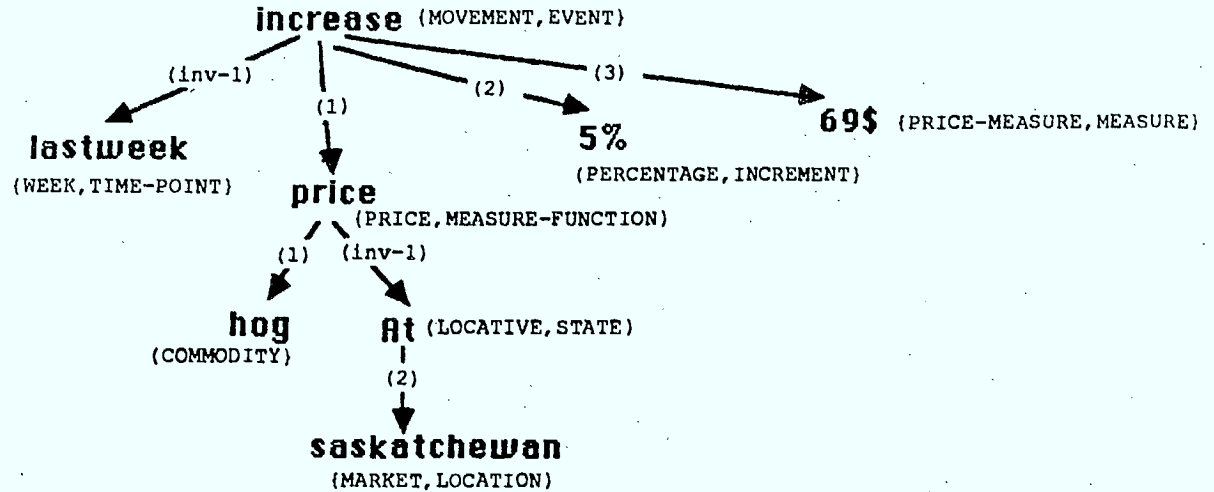 increase (MOVEMENT,EVENT)
(inv-1) (1) (2) (3)
lastweek
(WEEK,TIME-POINT)
5%
(PERCENTAGE,INCREMENT)
69$ (PRICE-MEASURE,MEASURE)
price
(PRICE,MEASURE-FUNCTION)
(1) (inv-1)
hog
(COMMODITY)
At (LOCATIVE,STATE)
(2)
saskatchewan
(MARKET,LOCATION)